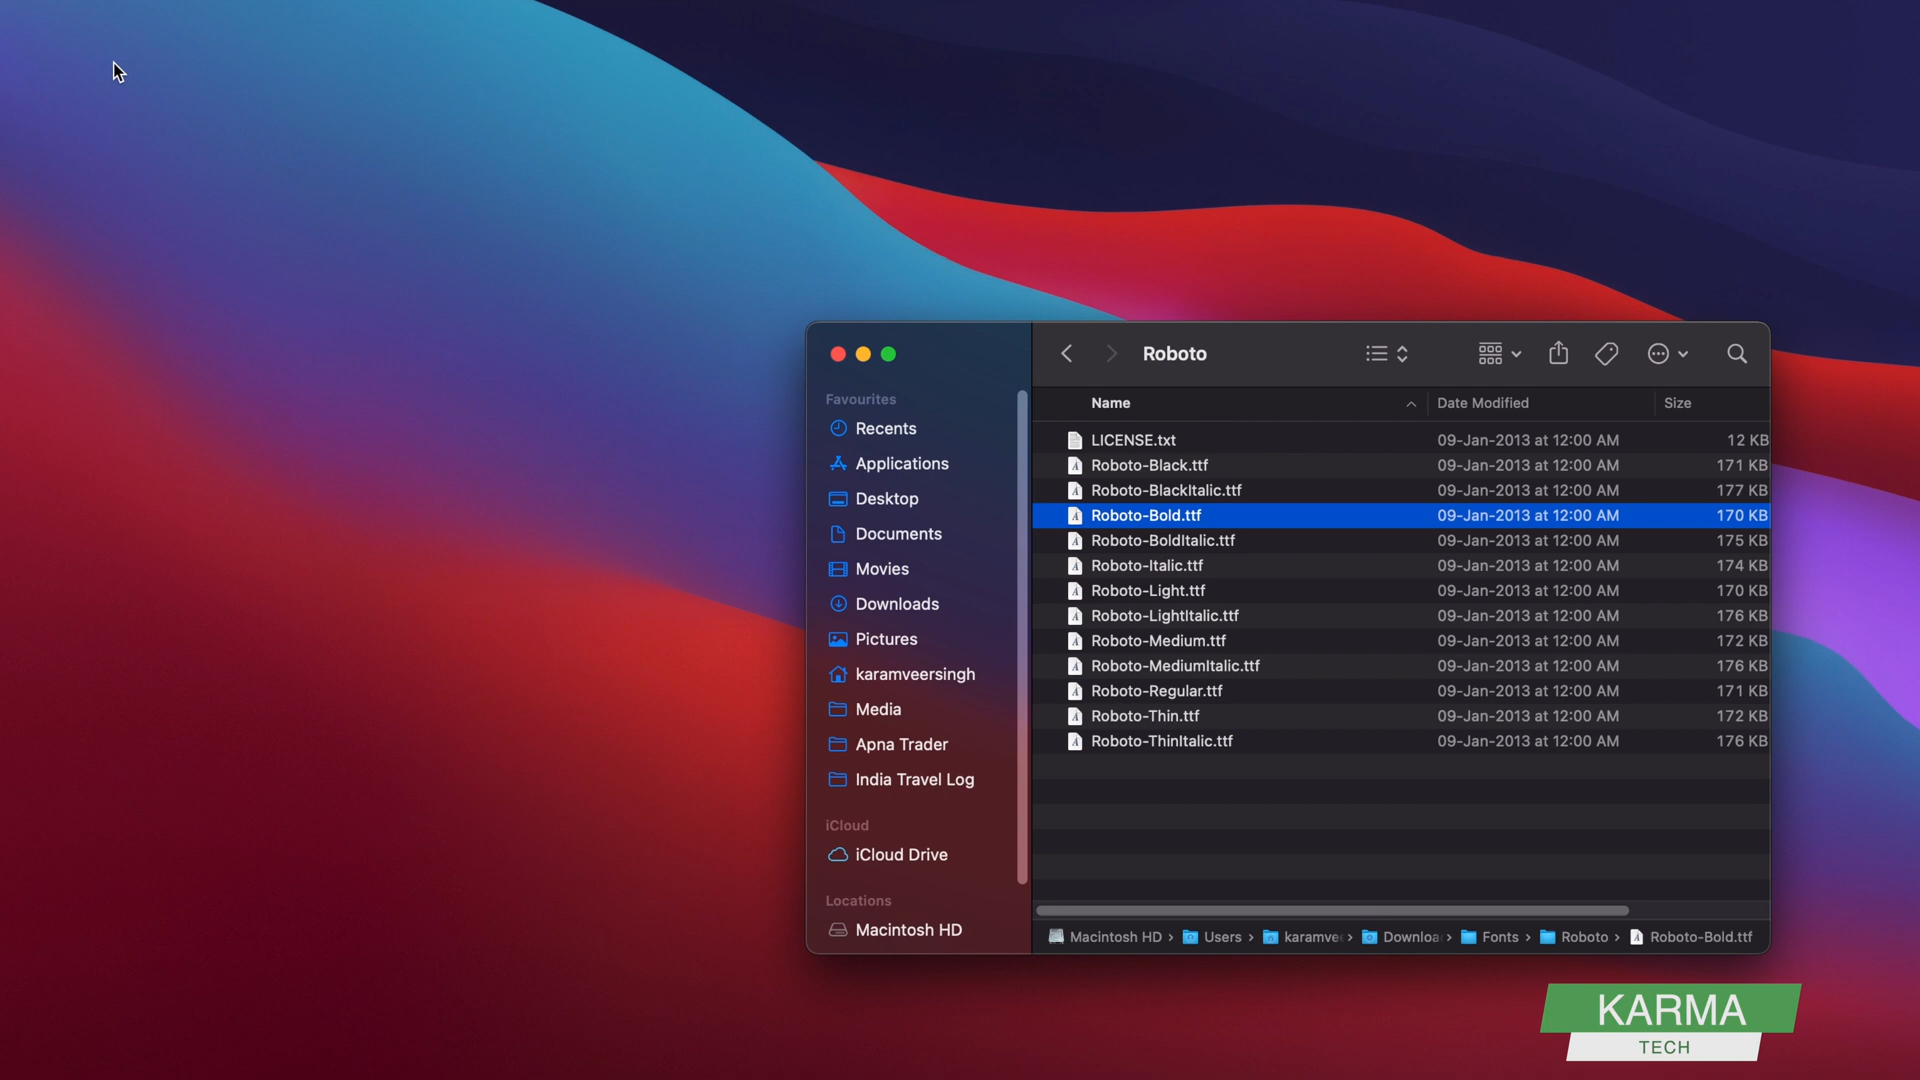 Roboto
Favourites
Recents
Applications
Desktop
Documents
Movies
Downloads
Pictures
karamveersingh
Media
Apna Trader
India Travel Log
iCloud
iCloud Drive
Locations
Macintosh HD
Name Date Modified Size
LICENSE.txt 09-Jan-2013 at 12:00 AM 12 KB
Roboto-Black.ttf 09-Jan-2013 at 12:00 AM 171 KB
Roboto-BlackItalic.ttf 09-Jan-2013 at 12:00 AM 177 KB
Roboto-Bold.ttf 09-Jan-2013 at 12:00 AM 170 KB
Roboto-BoldItalic.ttf 09-Jan-2013 at 12:00 AM 175 KB
Roboto-Italic.ttf 09-Jan-2013 at 12:00 AM 174 KB
Roboto-Light.ttf 09-Jan-2013 at 12:00 AM 170 KB
Roboto-LightItalic.ttf 09-Jan-2013 at 12:00 AM 176 KB
Roboto-Medium.ttf 09-Jan-2013 at 12:00 AM 172 KB
Roboto-MediumItalic.ttf 09-Jan-2013 at 12:00 AM 176 KB
Roboto-Regular.ttf 09-Jan-2013 at 12:00 AM 171 KB
Roboto-Thin.ttf 09-Jan-2013 at 12:00 AM 172 KB
Roboto-ThinItalic.ttf 09-Jan-2013 at 12:00 AM 176 KB
Macintosh HD › Users › karamvee › Downloa › Fonts › Roboto › Roboto-Bold.ttf
KARMA
TECH